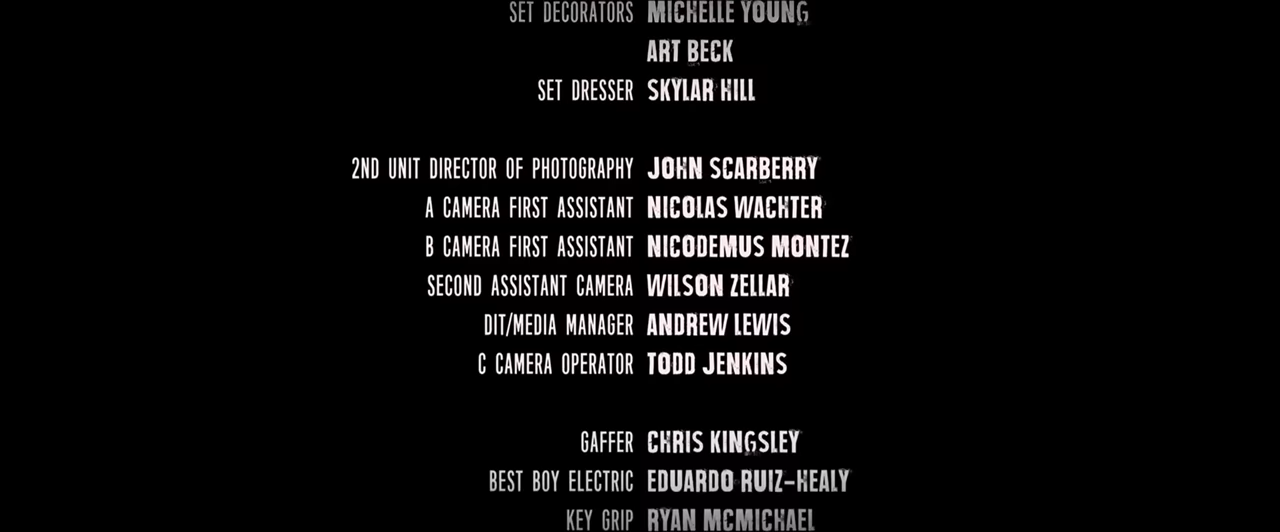 SET DECORATORS MICHELLE YOUNG
ART BECK
SET DRESSER SKYLAR HILL
2ND UNIT DIRECTOR OF PHOTOGRAPHY JOHN SCARBERRY
A CAMERA FIRST ASSISTANT NICOLAS WACHTER
B CAMERA FIRST ASSISTANT NICODEMUS MONTEZ
SECOND ASSISTANT CAMERA WILSON ZELLAR
DIT/MEDIA MANAGER ANDREW LEWIS
C CAMERA OPERATOR TODD JENKINS
GAFFER CHRIS KINGSLEY
BEST BOY ELECTRIC EDUARDO RUIZ-HEALY
KEY GRIP RYAN MCMICHAEL